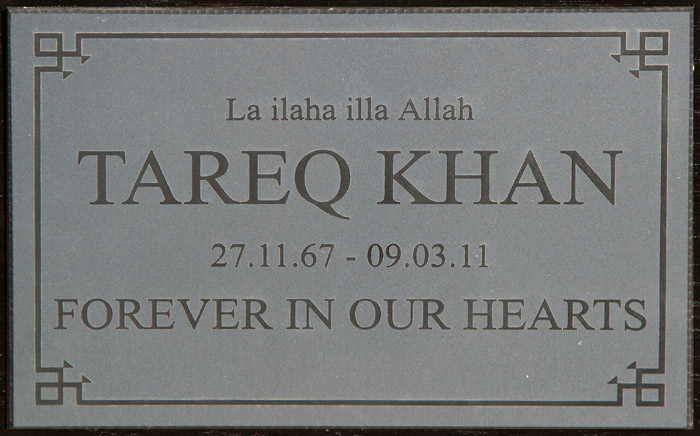 La ilaha illa Allah
TAREQ KHAN
27.11.67 - 09.03.11
FOREVER IN OUR HEARTS